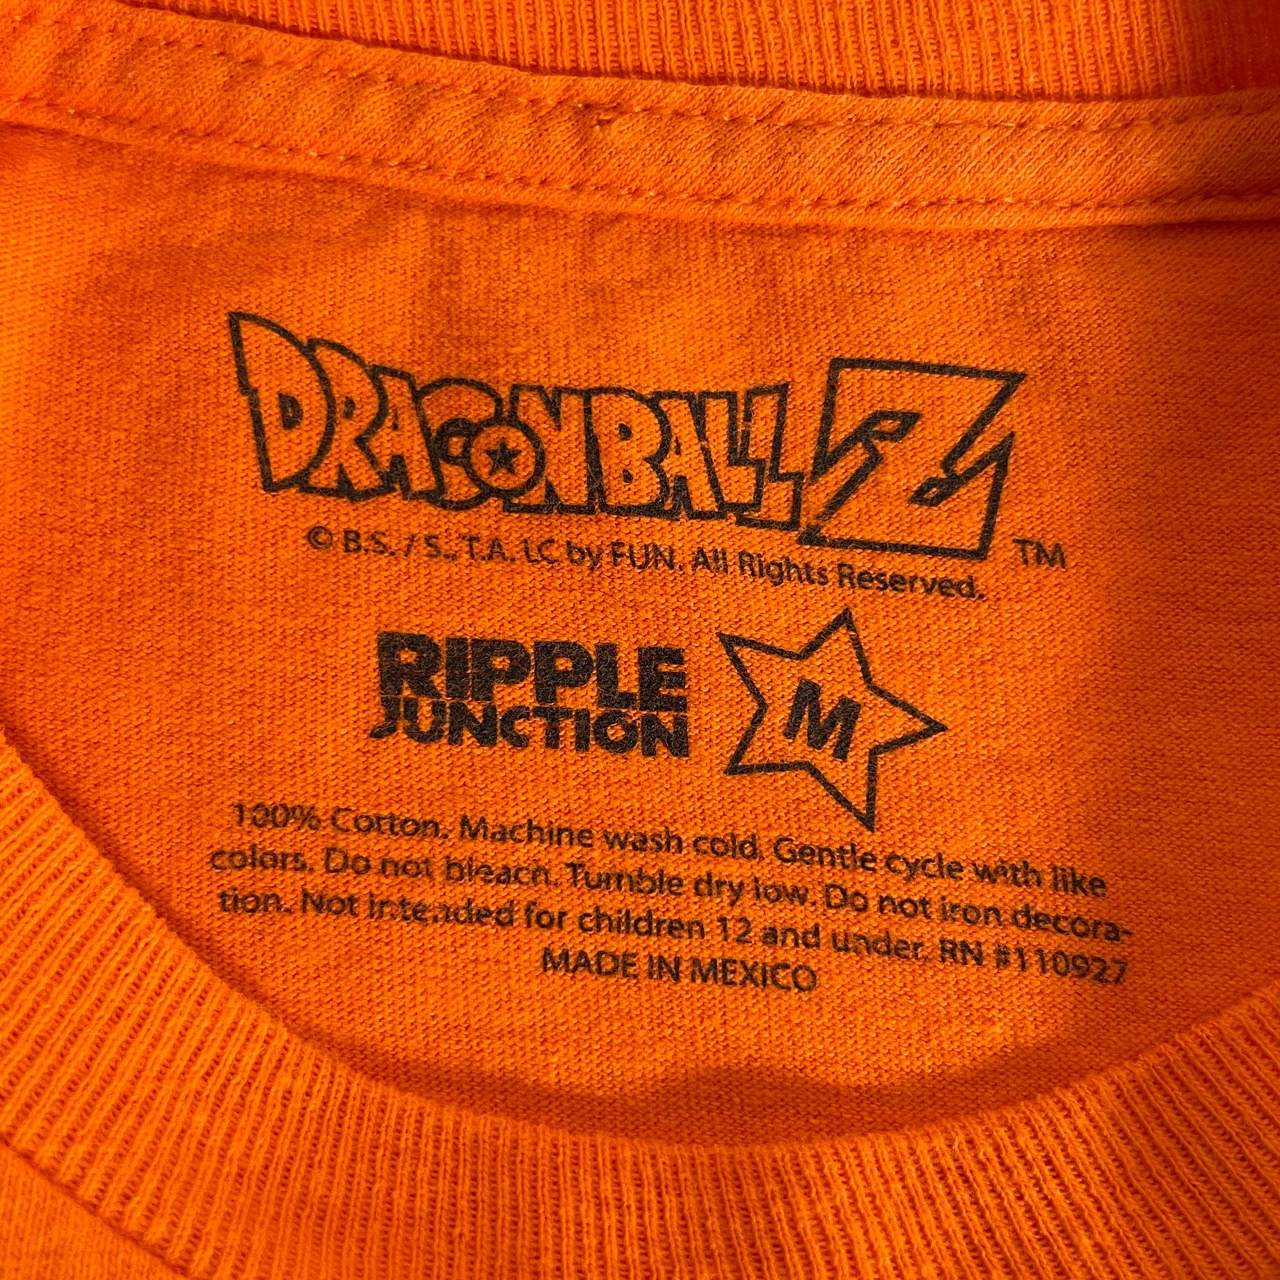 DRAGONBALL Z TM
© B.S. / S., T.A. LC by FUN. All Rights Reserved.
RIPPLE
JUNCTION
M
100% Cotton. Machine wash cold. Gentle cycle with like
colors. Do not bleach. Tumble dry low. Do not iron decora-
tion. Not intended for children 12 and under. RN #110927
MADE IN MEXICO